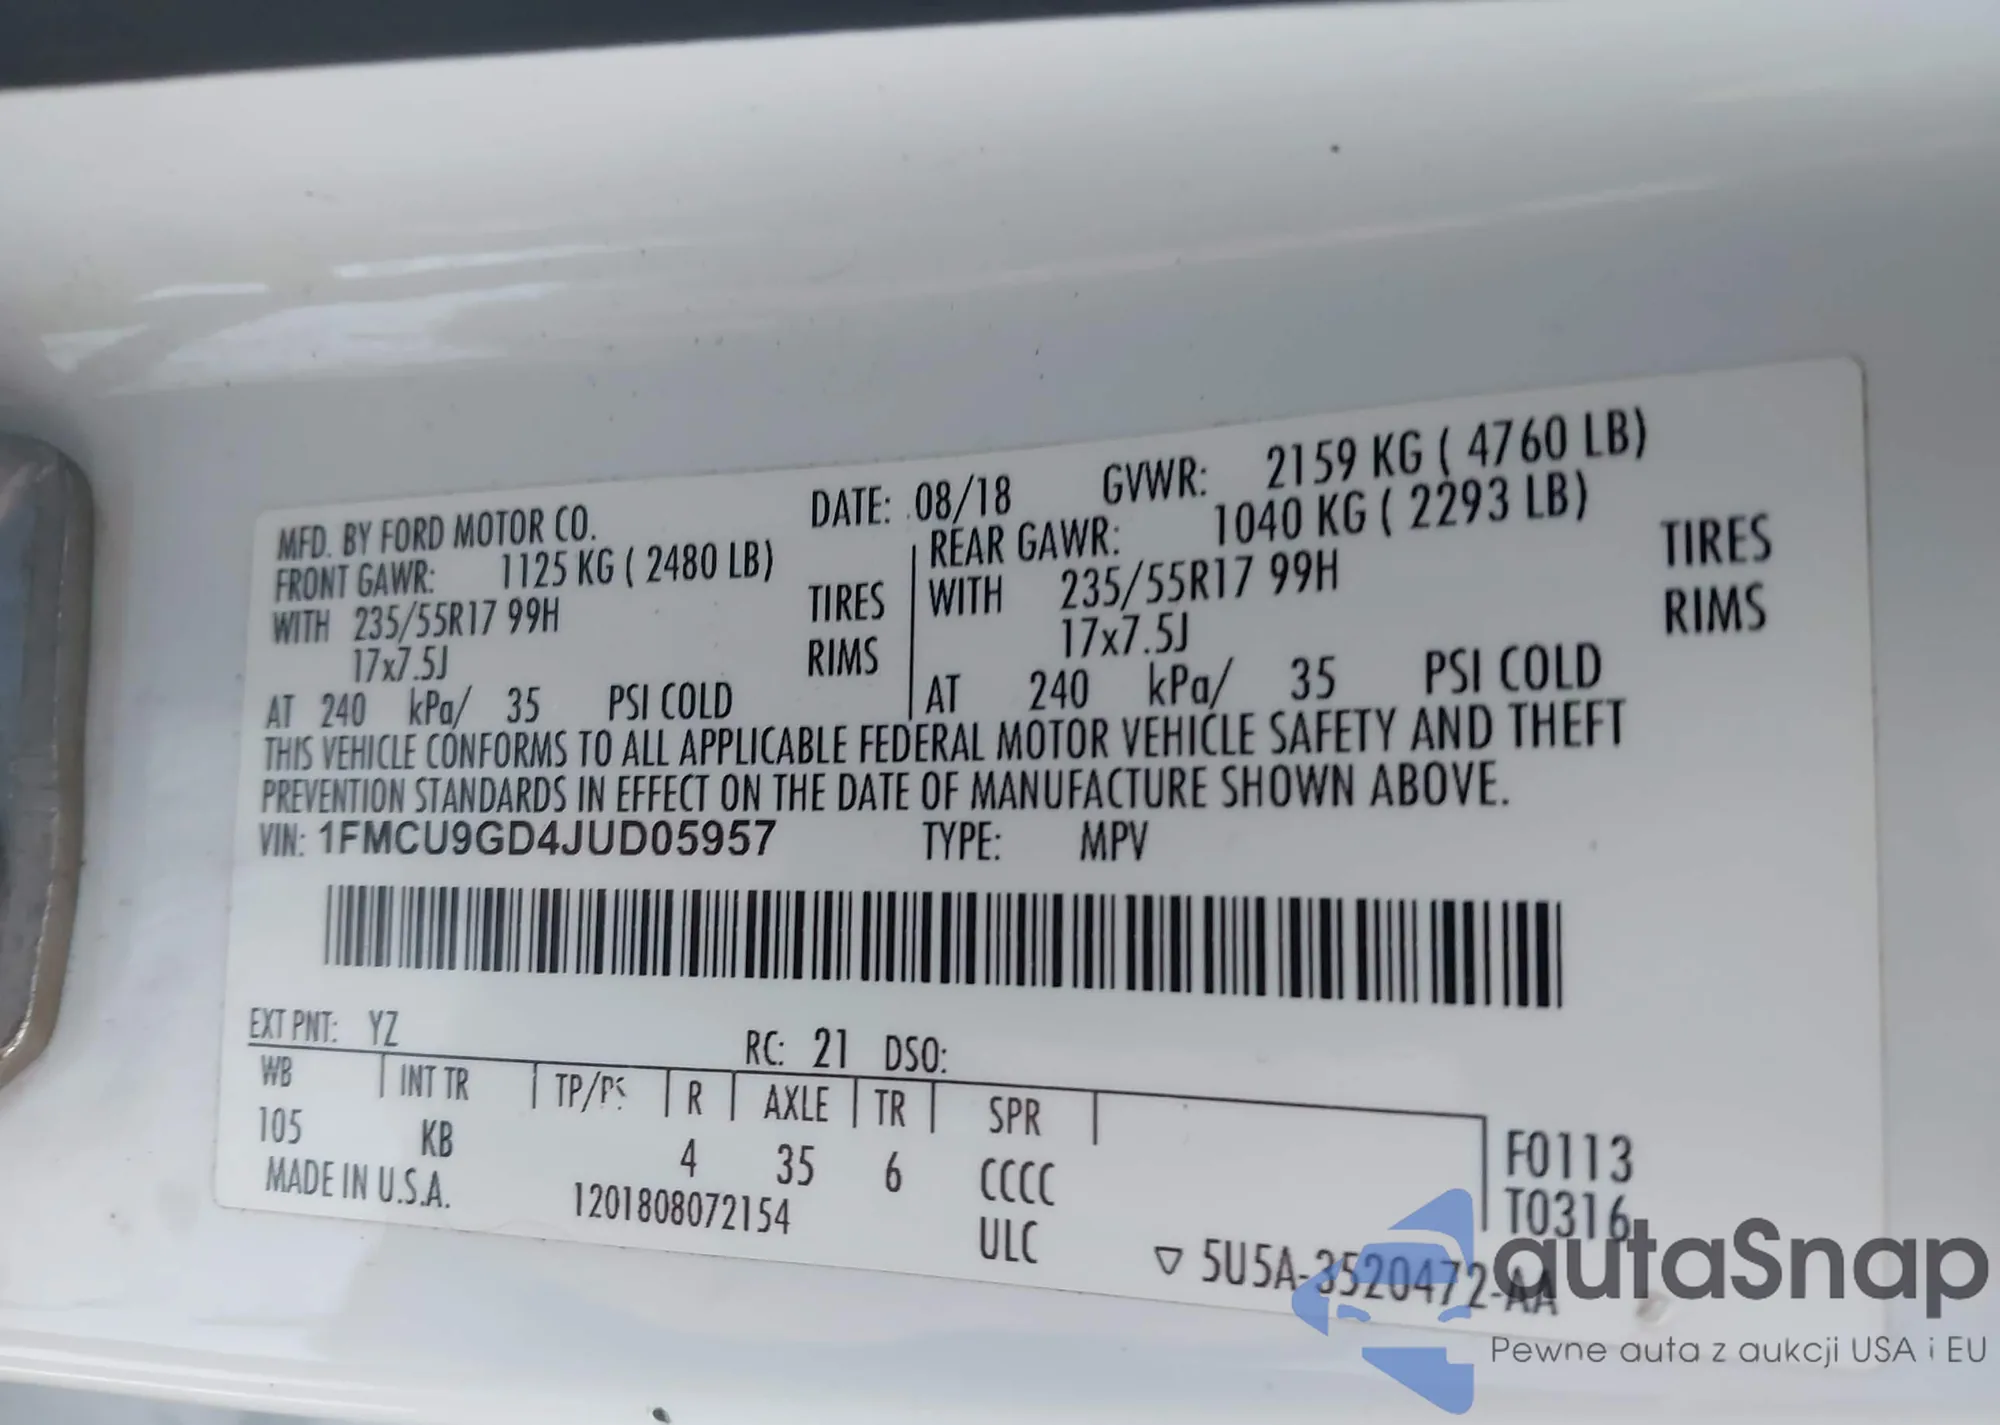 MFD. BY FORD MOTOR CO. DATE: 08/18 GVWR: 2159 KG ( 4760 LB)
FRONT GAWR: 1125 KG ( 2480 LB) REAR GAWR: 1040 KG ( 2293 LB)
WITH 235/55R17 99H TIRES WITH 235/55R17 99H TIRES
17x7.5J RIMS 17x7.5J RIMS
AT 240 kPa/ 35 PSI COLD AT 240 kPa/ 35 PSI COLD
THIS VEHICLE CONFORMS TO ALL APPLICABLE FEDERAL MOTOR VEHICLE SAFETY AND THEFT
PREVENTION STANDARDS IN EFFECT ON THE DATE OF MANUFACTURE SHOWN ABOVE.
VIN: 1FMCU9GD4JUD05957 TYPE: MPV
EXT PNT: YZ RC: 21 DSO:
WB INT TR TP/PS R AXLE TR SPR
105 KB 4 35 6 CCCC F0113
MADE IN U.S.A. 1201808072154 ULC T0316
▽ 5U5A-3520472-AA
autaSnap
Pewne auta z aukcji USA i EU